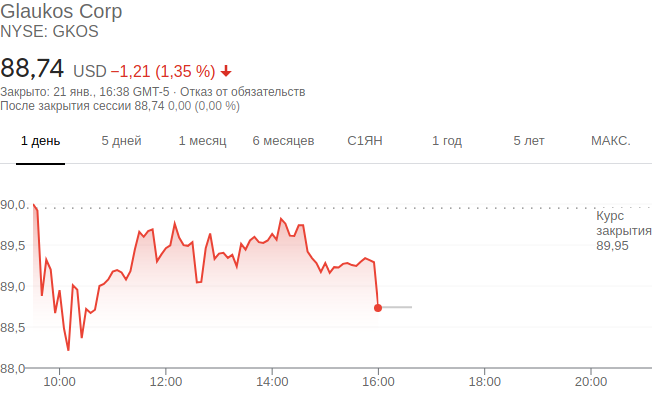 Glaukos Corp
NYSE: GKOS
88,74 USD −1,21 (1,35 %)
Закрыто: 21 янв., 16:38 GMT-5 · Отказ от обязательств
После закрытия сессии 88,74 0,00 (0,00 %)
1 день 5 дней 1 месяц 6 месяцев С1ЯН 1 год 5 лет МАКС.
90,0
89,5
89,0
88,5
88,0
Курс
закрытия
89,95
10:00 12:00 14:00 16:00 18:00 20:00